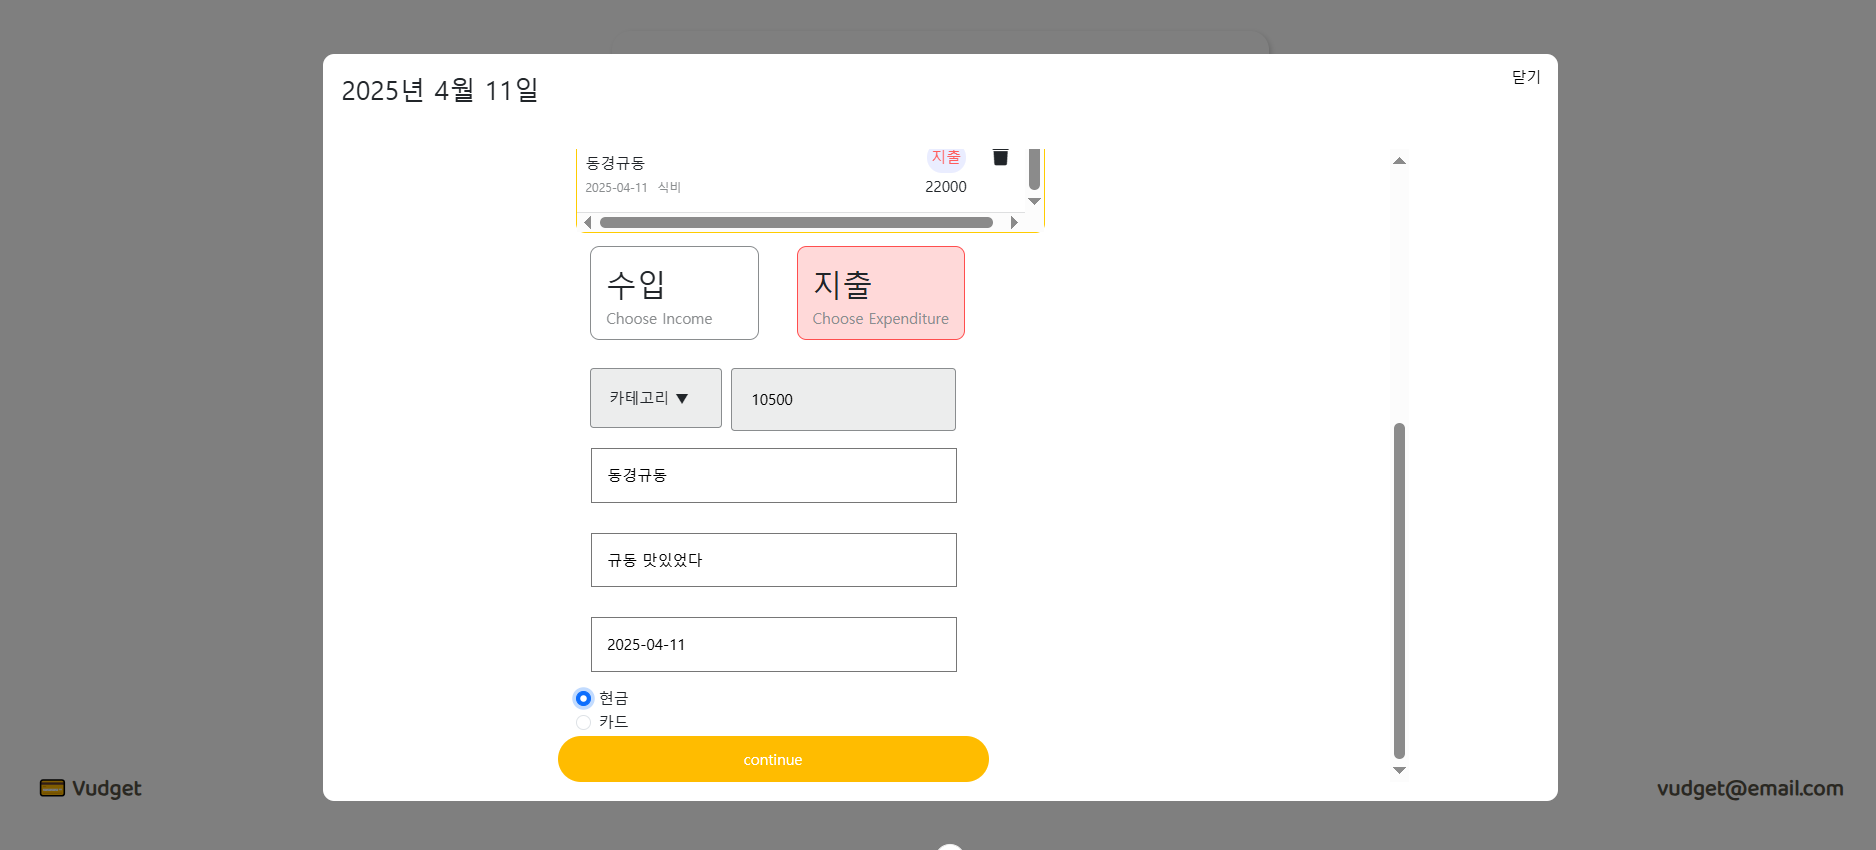 2025년 4월 11일
닫기
동경규동
지출
2025-04-11 식비
22000
수입
Choose Income
지출
Choose Expenditure
카테고리 ▼
10500
동경규동
규동 맛있었다
2025-04-11
현금
카드
continue
Vudget
vudget@email.com